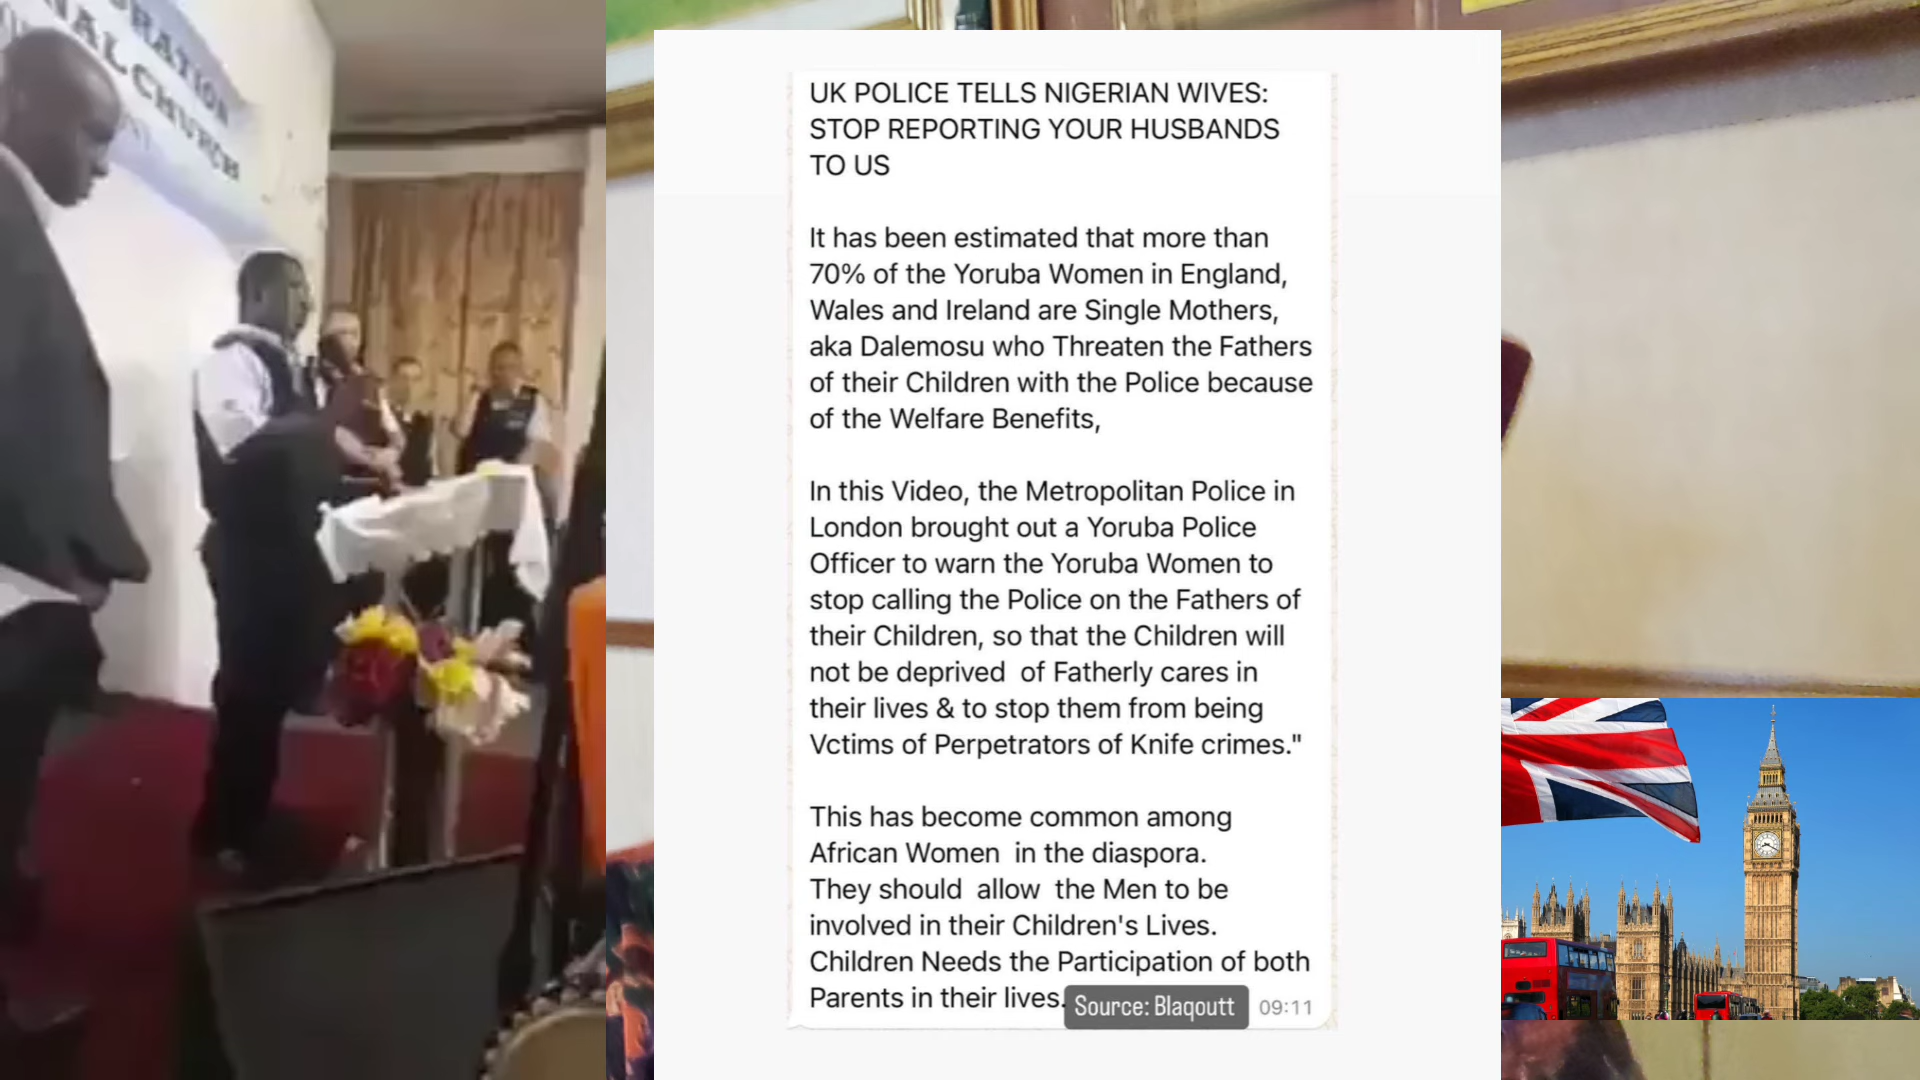 NAL CHURCH
UK POLICE TELLS NIGERIAN WIVES:
STOP REPORTING YOUR HUSBANDS
TO US
It has been estimated that more than
70% of the Yoruba Women in England,
Wales and Ireland are Single Mothers,
aka Dalemosu who Threaten the Fathers
of their Children with the Police because
of the Welfare Benefits,
In this Video, the Metropolitan Police in
London brought out a Yoruba Police
Officer to warn the Yoruba Women to
stop calling the Police on the Fathers of
their Children, so that the Children will
not be deprived  of Fatherly cares in
their lives & to stop them from being
Vctims of Perpetrators of Knife crimes."
This has become common among
African Women  in the diaspora.
They should  allow  the Men to be
involved in their Children's Lives.
Children Needs the Participation of both
Parents in their lives.
Source: Blaqoutt
09:11